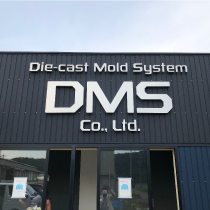 Die-cast Mold System
DMS
Co., Ltd.